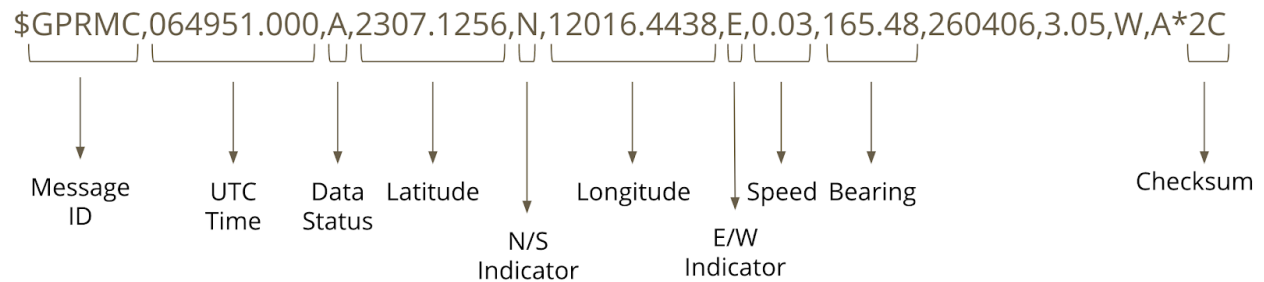 $GPRMC,064951.000,A,2307.1256,N,12016.4438,E,0.03,165.48,260406,3.05,W,A*2C
Message
ID
UTC
Time
Data
Status
Latitude
N/S
Indicator
Longitude
E/W
Indicator
Speed
Bearing
Checksum